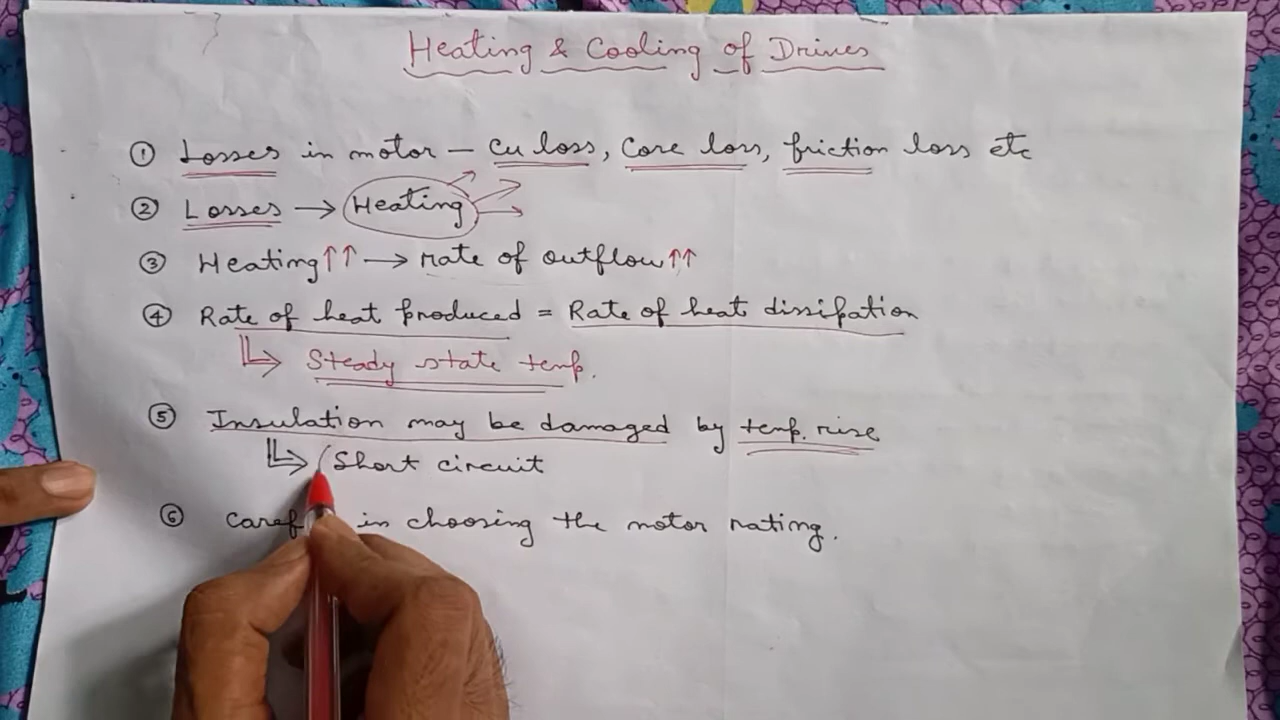 Heating & Cooling of Drives
① Losses in motor — Cu loss, Core loss, friction loss etc
② Losses → Heating
③ Heating ↑↑ → rate of outflow ↑↑
④ Rate of heat produced = Rate of heat dissipation
Steady state temp.
⑤ Insulation may be damaged by temp. rise
Short circuit
⑥ in choosing the motor rating.